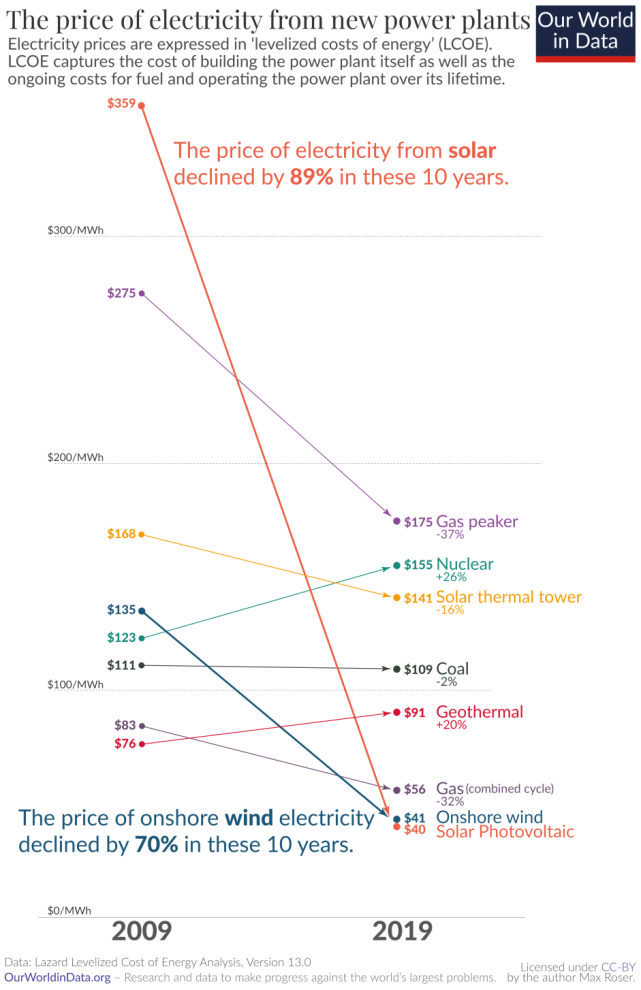 The price of electricity from new power plants
Our World
in Data
Electricity prices are expressed in ‘levelized costs of energy’ (LCOE).
LCOE captures the cost of building the power plant itself as well as the
ongoing costs for fuel and operating the power plant over its lifetime.
$359
The price of electricity from solar
declined by 89% in these 10 years.
$300/MWh
$275
$200/MWh
$175 Gas peaker
-37%
$168
$155 Nuclear
+26%
$141 Solar thermal tower
-16%
$135
$123
$111
$109 Coal
-2%
$100/MWh
$91 Geothermal
+20%
$83
$76
$56 Gas (combined cycle)
-32%
The price of onshore wind electricity
declined by 70% in these 10 years.
$41 Onshore wind
$40 Solar Photovoltaic
$0/MWh
2009 2019
Data: Lazard Levelized Cost of Energy Analysis, Version 13.0
OurWorldinData.org – Research and data to make progress against the world’s largest problems.
Licensed under CC-BY
by the author Max Roser.